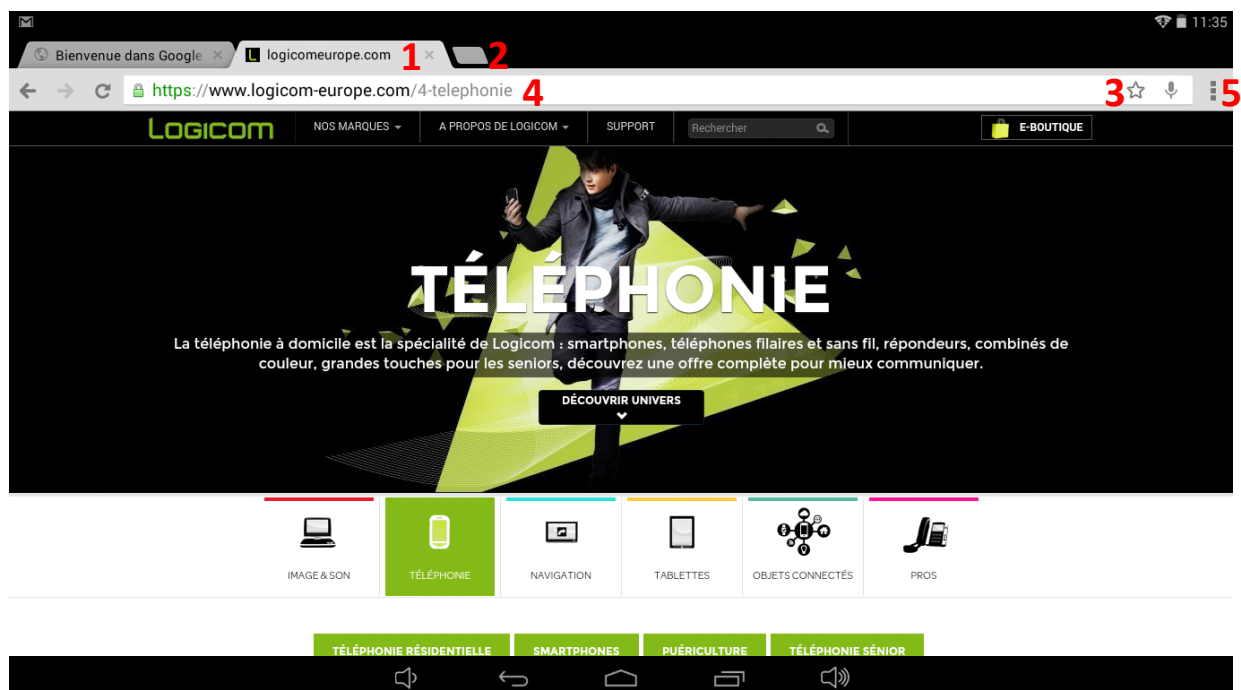 11:35
Bienvenue dans Google
logicomeurope.com 1 2
https://www.logicom-europe.com/4-telephonie 4 3 5
LOGICOM NOS MARQUES A PROPOS DE LOGICOM SUPPORT Rechercher E-BOUTIQUE
TÉLÉPHONIE
La téléphonie à domicile est la spécialité de Logicom : smartphones, téléphones filaires et sans fil, répondeurs, combinés de
couleur, grandes touches pour les seniors, découvrez une offre complète pour mieux communiquer.
DÉCOUVRIR UNIVERS
IMAGE & SON TÉLÉPHONIE NAVIGATION TABLETTES OBJETS CONNECTÉS PROS
TÉLÉPHONIE RÉSIDENTIELLE SMARTPHONES PUÉRICULTURE TÉLÉPHONIE SÉNIOR